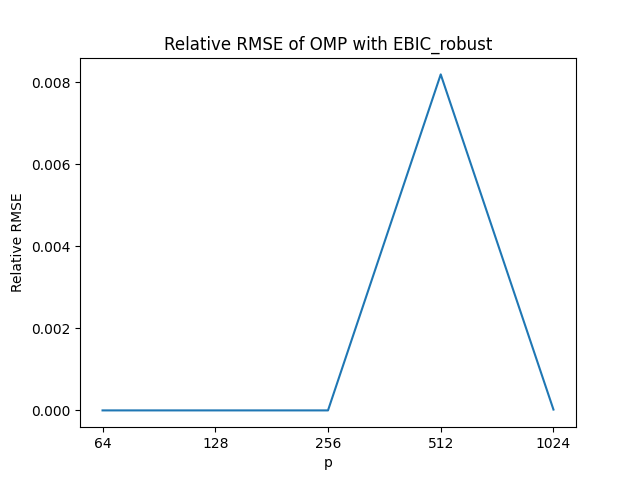 Relative RMSE of OMP with EBIC_robust
0.008
0.006
0.004
0.002
0.000
Relative RMSE
64 128 256 512 1024
p